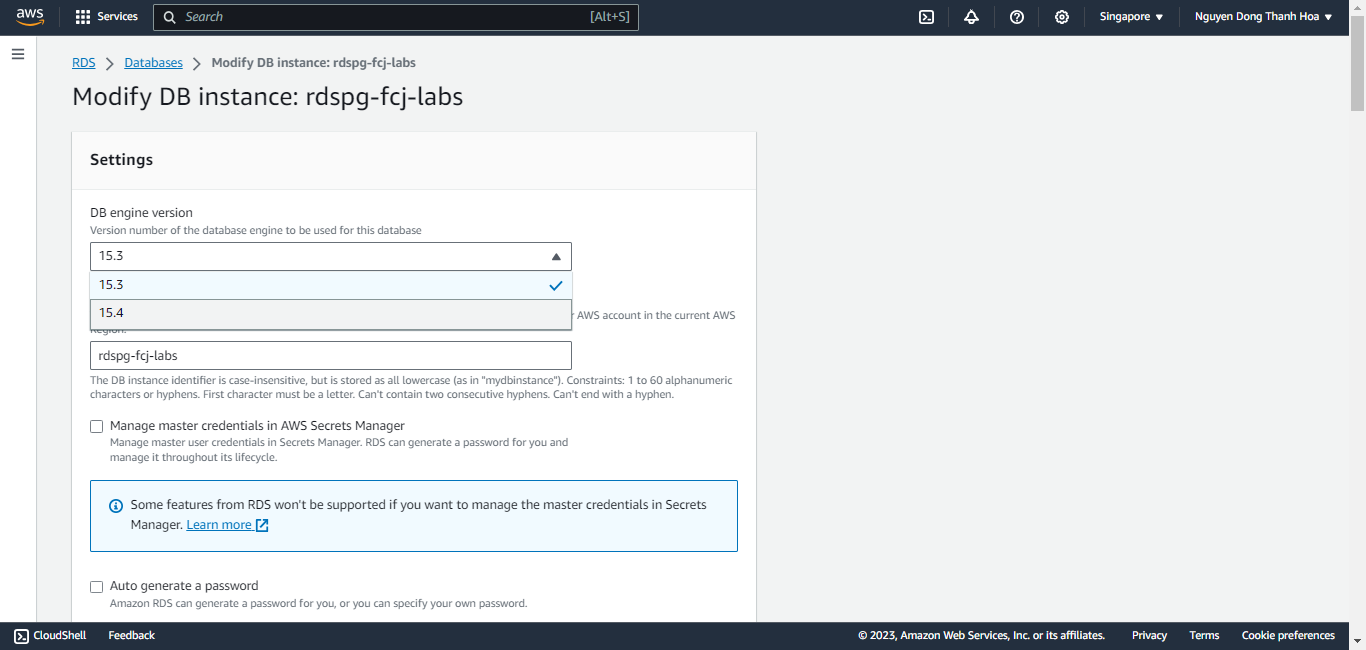 aws
Services
Search [Alt+S]
Singapore ▼
Nguyen Dong Thanh Hoa ▼
RDS > Databases > Modify DB instance: rdspg-fcj-labs
Modify DB instance: rdspg-fcj-labs
Settings
DB engine version
Version number of the database engine to be used for this database
15.3
15.3
15.4
AWS account in the current AWS
rdspg-fcj-labs
The DB instance identifier is case-insensitive, but is stored as all lowercase (as in "mydbinstance"). Constraints: 1 to 60 alphanumeric
characters or hyphens. First character must be a letter. Can't contain two consecutive hyphens. Can't end with a hyphen.
Manage master credentials in AWS Secrets Manager
Manage master user credentials in Secrets Manager. RDS can generate a password for you and
manage it throughout its lifecycle.
Some features from RDS won't be supported if you want to manage the master credentials in Secrets
Manager. Learn more
Auto generate a password
Amazon RDS can generate a password for you, or you can specify your own password.
CloudShell Feedback © 2023, Amazon Web Services, Inc. or its affiliates. Privacy Terms Cookie preferences